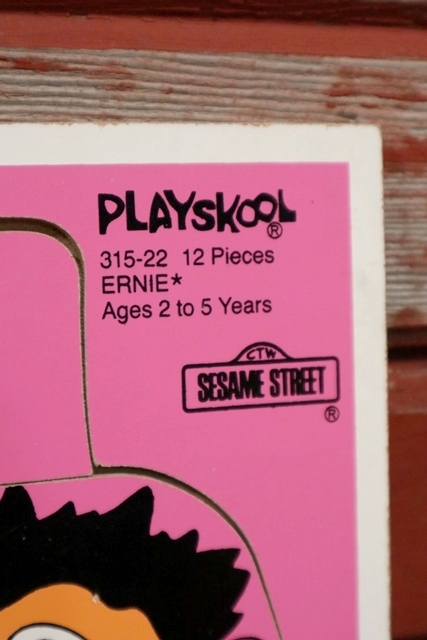 PLAYSKOOL®
315-22 12 Pieces
ERNIE*
Ages 2 to 5 Years
CTW
SESAME STREET
®